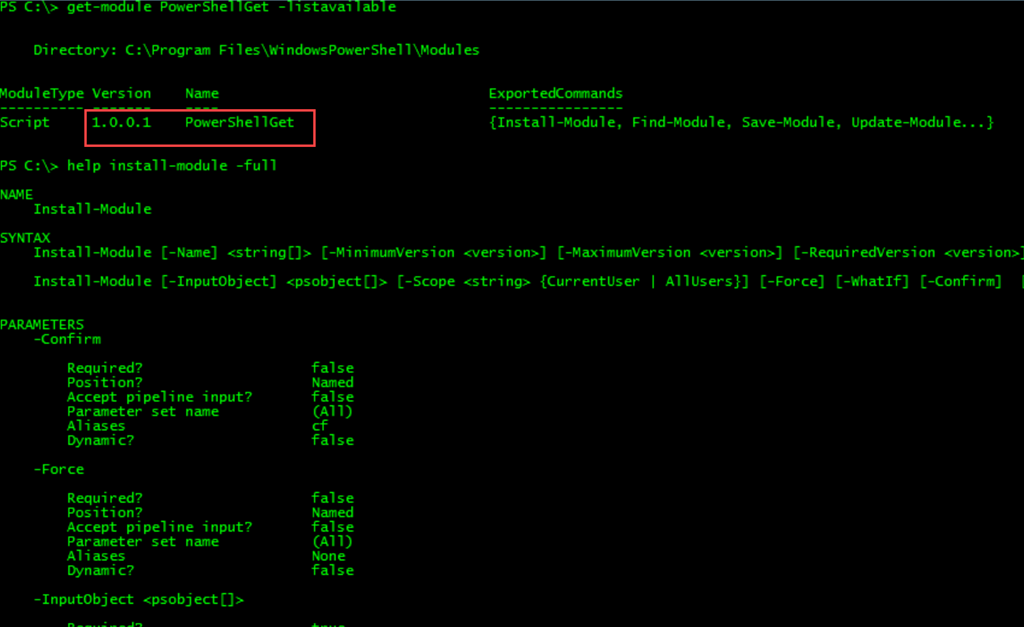 PS C:\> get-module PowerShellGet -listavailable
Directory: C:\Program Files\WindowsPowerShell\Modules
ModuleType Version    Name                                ExportedCommands
---------- -------    ----                                ----------------
Script     1.0.0.1    PowerShellGet                       {Install-Module, Find-Module, Save-Module, Update-Module...}
PS C:\> help install-module -full
NAME
Install-Module
SYNTAX
Install-Module [-Name] <string[]> [-MinimumVersion <version>] [-MaximumVersion <version>] [-RequiredVersion <version>]
Install-Module [-InputObject] <psobject[]> [-Scope <string> {CurrentUser | AllUsers}] [-Force] [-WhatIf] [-Confirm] [
PARAMETERS
-Confirm
Required? false
Position? Named
Accept pipeline input? false
Parameter set name (All)
Aliases cf
Dynamic? false
-Force
Required? false
Position? Named
Accept pipeline input? false
Parameter set name (All)
Aliases None
Dynamic? false
-InputObject <psobject[]>
Required? true